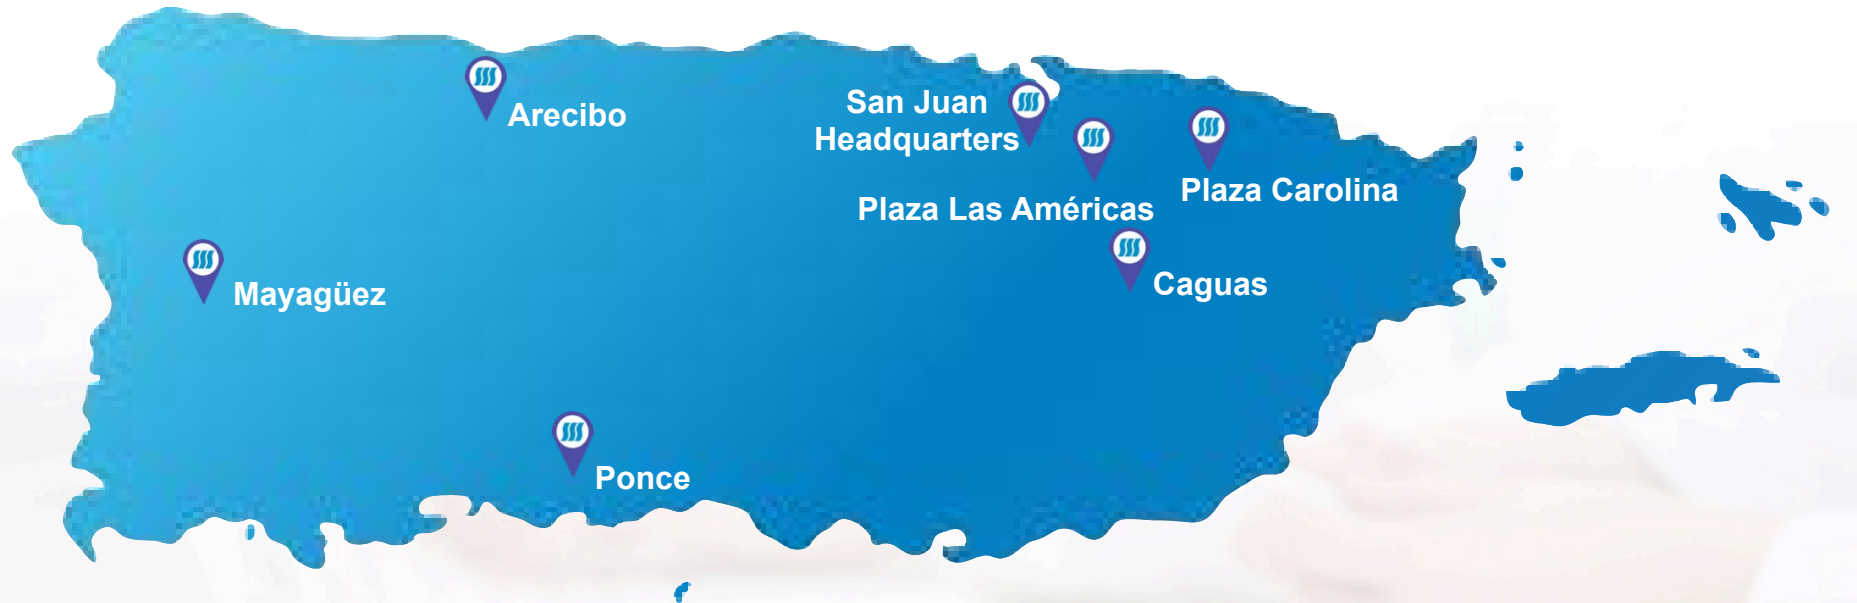 Arecibo
San Juan
Headquarters
Plaza Las Américas
Plaza Carolina
Mayagüez
Caguas
Ponce